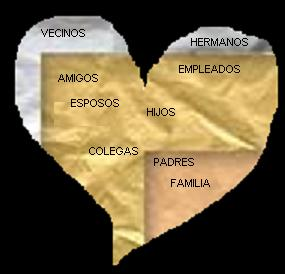 VECINOS
HERMANOS
EMPLEADOS
AMIGOS
ESPOSOS
HIJOS
COLEGAS
PADRES
FAMILIA